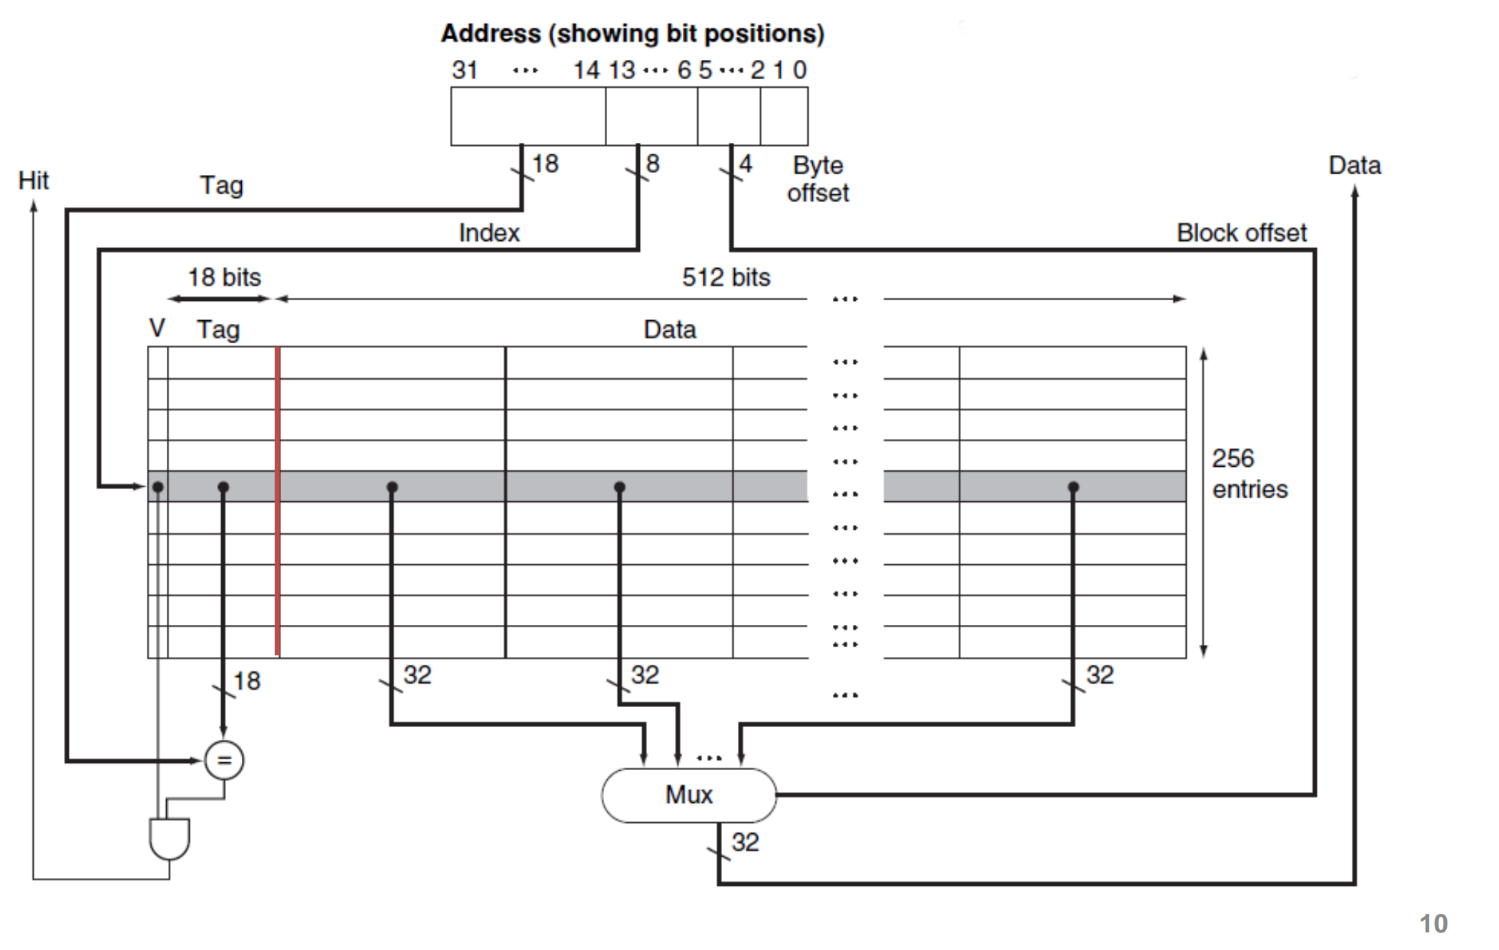 Address (showing bit positions)
31 ... 14 13 ... 6 5 ... 2 1 0
18 8 4 Byte
offset
Hit
Tag
Data
Index
Block offset
18 bits
512 bits
...
V Tag Data
...
...
...
...
...
...
...
...
...
...
256
entries
18 32 32 ... 32
=
...
Mux
32
10